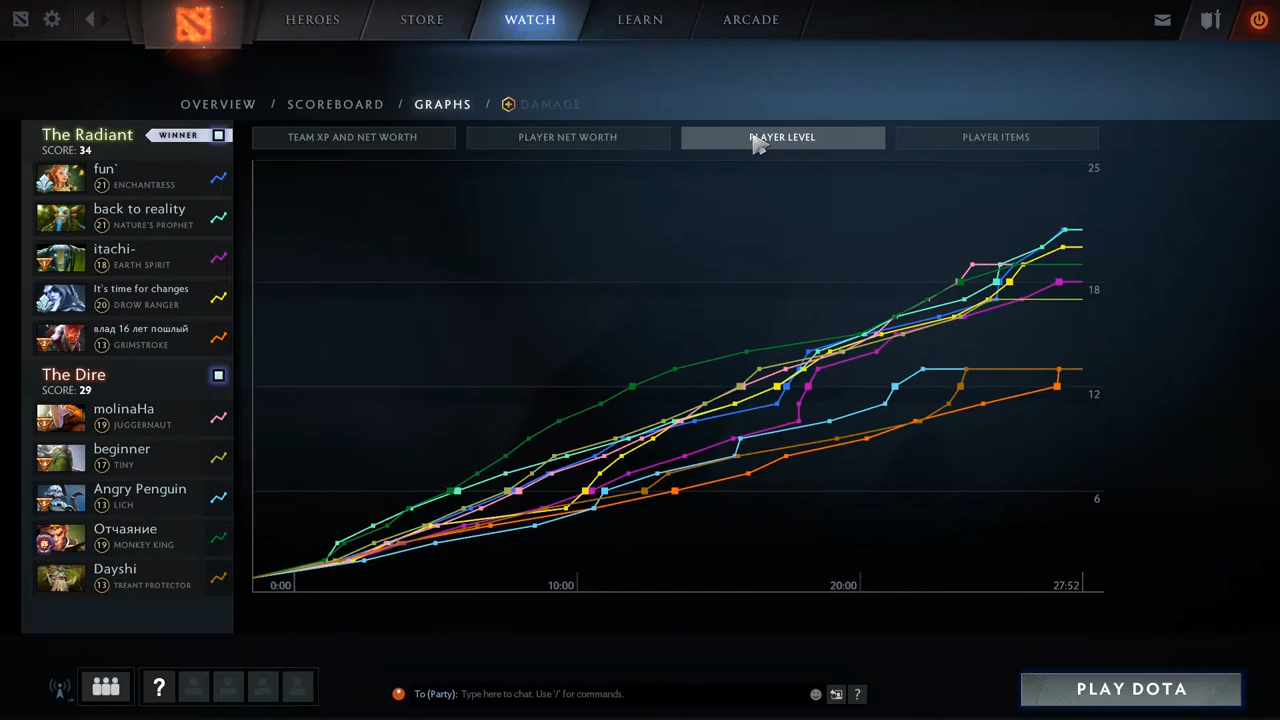 HEROES
STORE
WATCH
LEARN
ARCADE
OVERVIEW / SCOREBOARD / GRAPHS / DAMAGE
The Radiant
WINNER
SCORE: 34
fun`
21 ENCHANTRESS
back to reality
21 NATURE'S PROPHET
itachi-
18 EARTH SPIRIT
It's time for changes
20 DROW RANGER
влад 16 лет пошлый
13 GRIMSTROKE
The Dire
SCORE: 29
molinaHa
19 JUGGERNAUT
beginner
17 TINY
Angry Penguin
13 LICH
Отчаяние
19 MONKEY KING
Dayshi
13 TREANT PROTECTOR
TEAM XP AND NET WORTH
PLAYER NET WORTH
PLAYER LEVEL
PLAYER ITEMS
25
18
12
6
0:00
10:00
20:00
27:52
?
To (Party): Type here to chat. Use '/' for commands.
?
PLAY DOTA